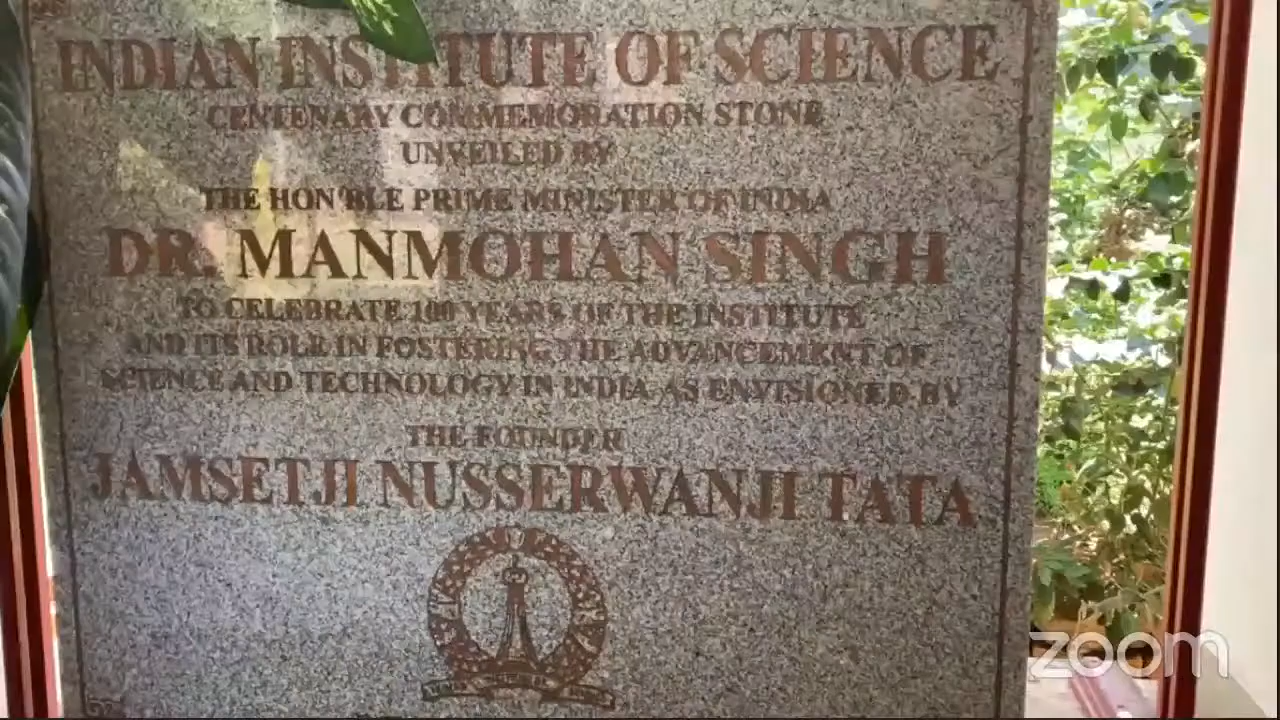 INDIAN INSTITUTE OF SCIENCE
CENTENARY COMMEMORATION STONE
UNVEILED BY
THE HON'BLE PRIME MINISTER OF INDIA
DR. MANMOHAN SINGH
TO CELEBRATE 100 YEARS OF THE INSTITUTE
AND ITS ROLE IN FOSTERING THE ADVANCEMENT OF
SCIENCE AND TECHNOLOGY IN INDIA AS ENVISIONED BY
THE FOUNDER
JAMSETJI NUSSERWANJI TATA
zoom